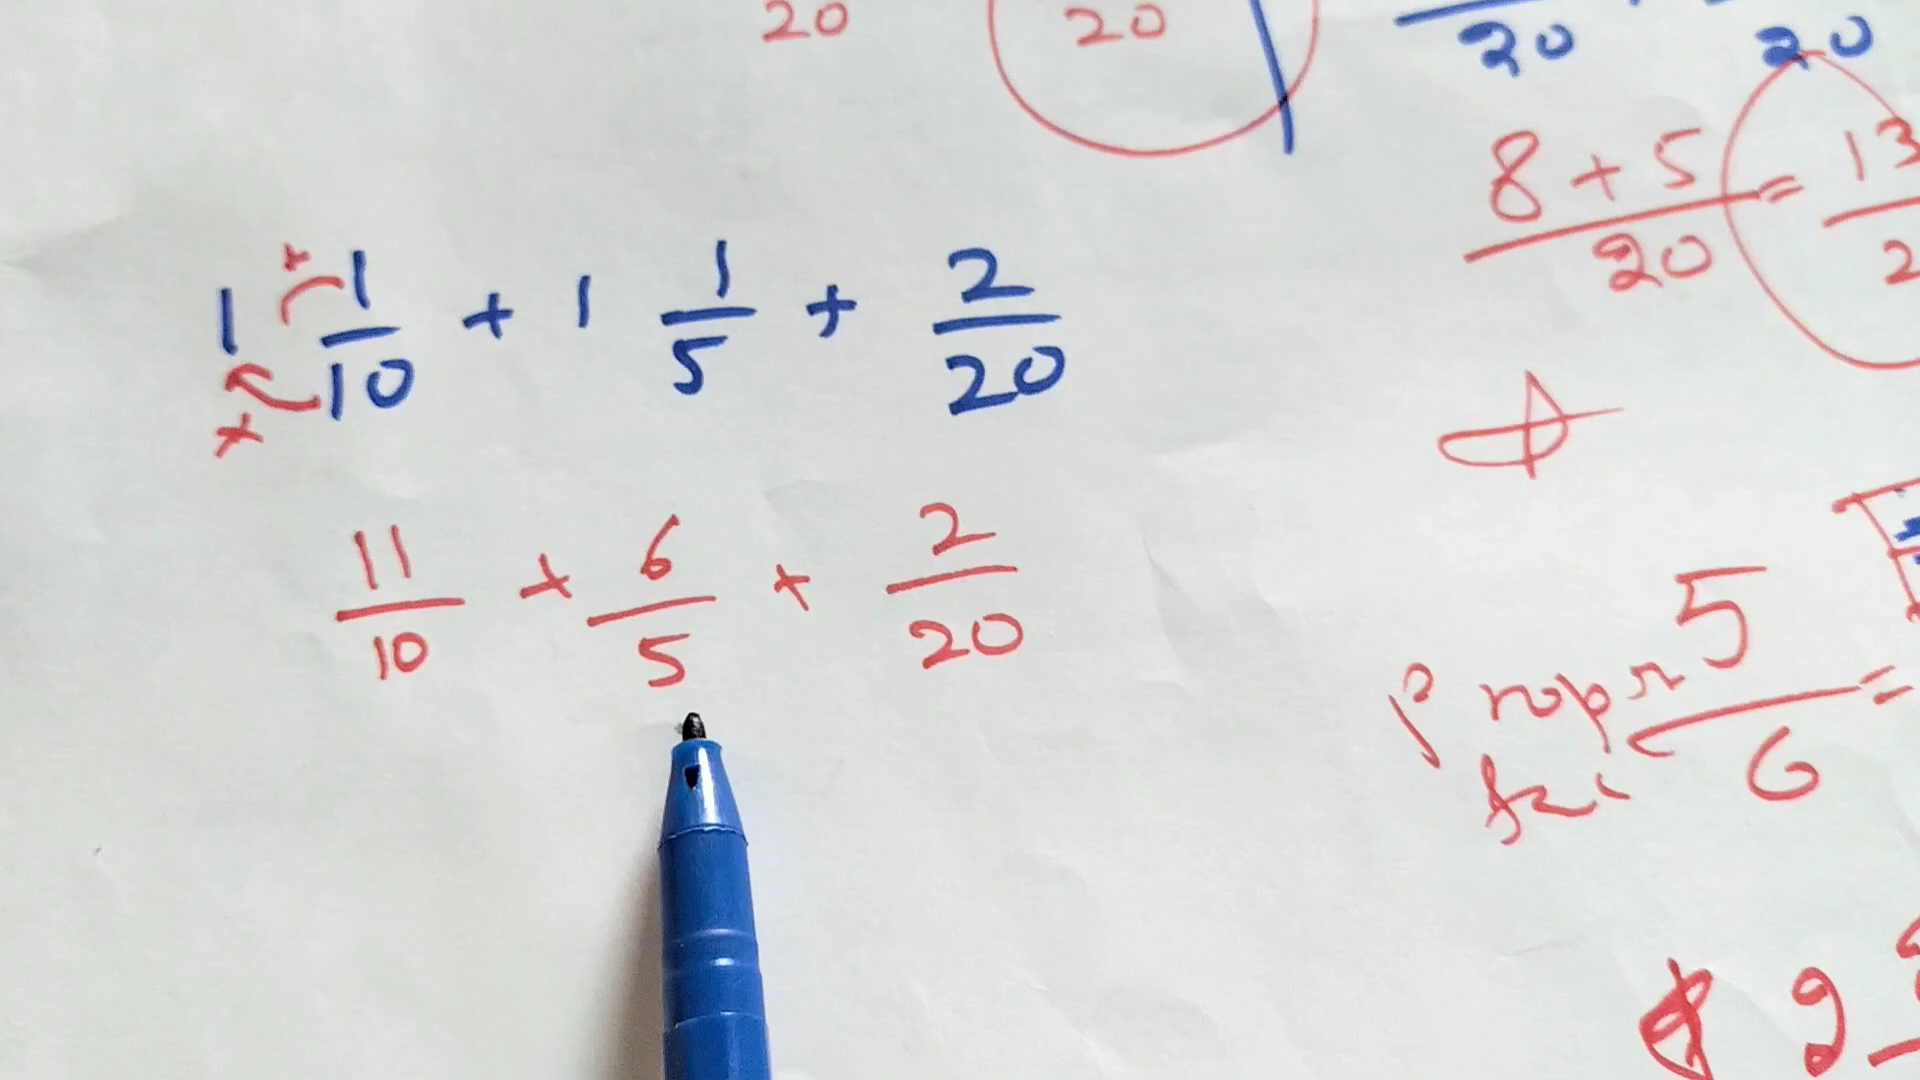 20 20 20 20
8 + 5 / 20 = 13
1 1/10 + 1 1/5 + 2/20
11/10 + 6/5 + 2/20
5/6 =